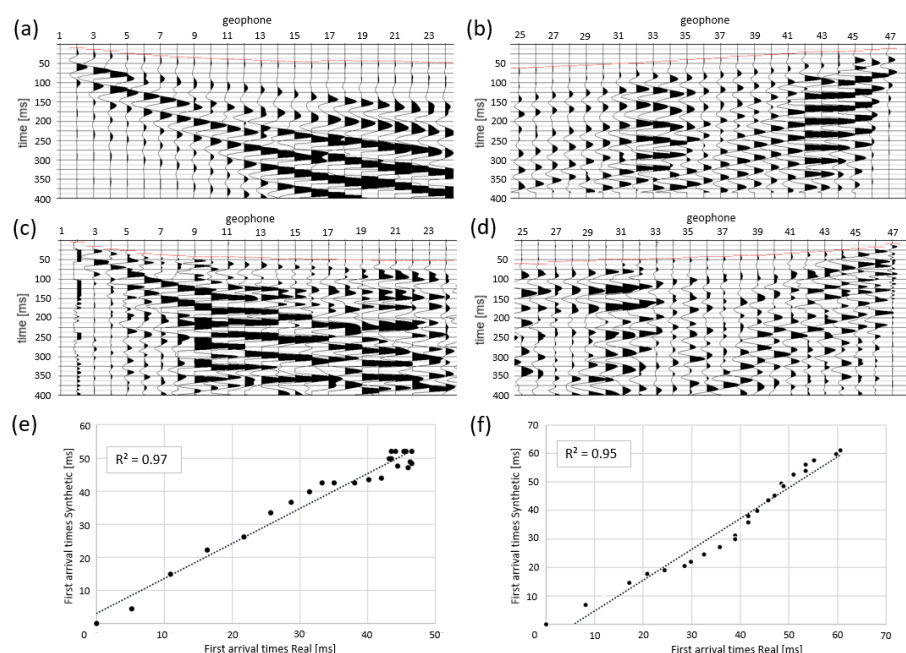 (a)
geophone
1 3 5 7 9 11 13 15 17 19 21 23
time [ms]
50
100
150
200
250
300
350
400
(b)
geophone
25 27 29 31 33 35 37 39 41 43 45 47
time [ms]
50
100
150
200
250
300
350
400
(c)
geophone
1 3 5 7 9 11 13 15 17 19 21 23
time [ms]
50
100
150
200
250
300
350
400
(d)
geophone
25 27 29 31 33 35 37 39 41 43 45 47
time [ms]
50
100
150
200
250
300
350
400
(e)
R² = 0.97
First arrival times Synthetic [ms]
60
50
40
30
20
10
0
0 10 20 30 40 50
First arrival times Real [ms]
(f)
R² = 0.95
First arrival times Synthetic [ms]
70
60
50
40
30
20
10
0
0 10 20 30 40 50 60 70
First arrival times Real [ms]